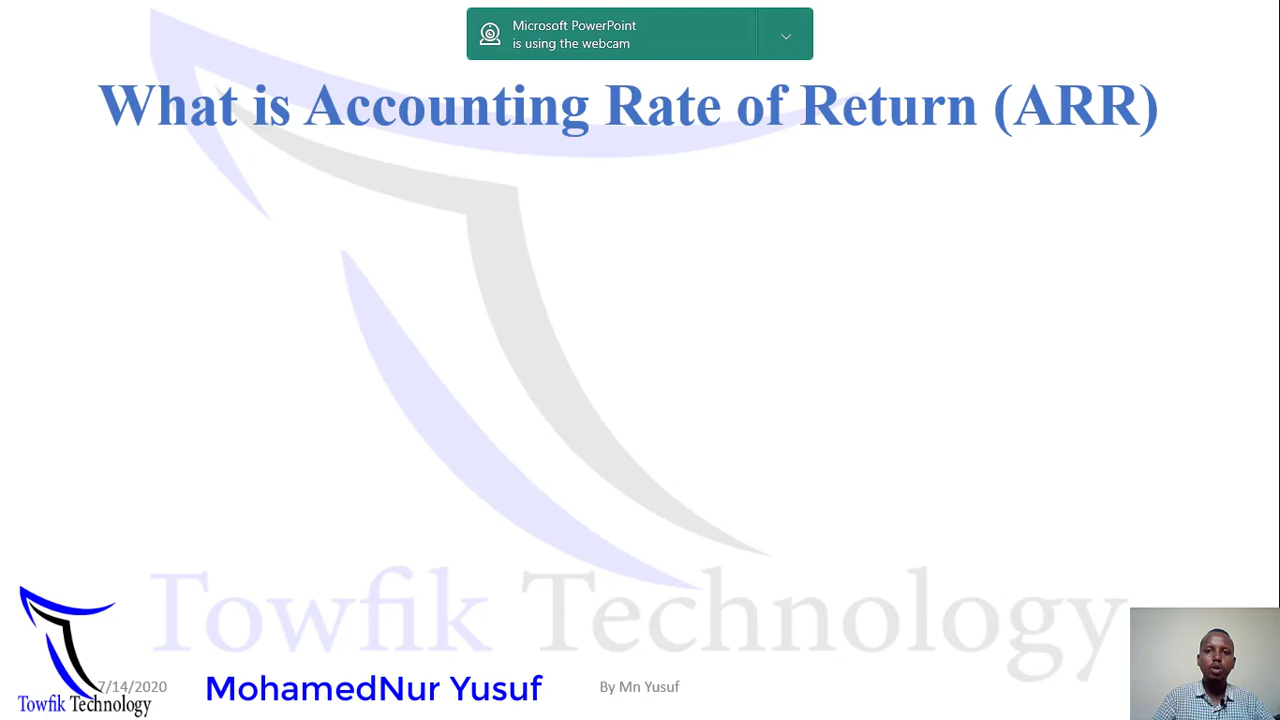 Microsoft PowerPoint
is using the webcam
What is Accounting Rate of Return (ARR)
Towfik Technology
7/14/2020
MohamedNur Yusuf
By Mn Yusuf
Towfik Technology